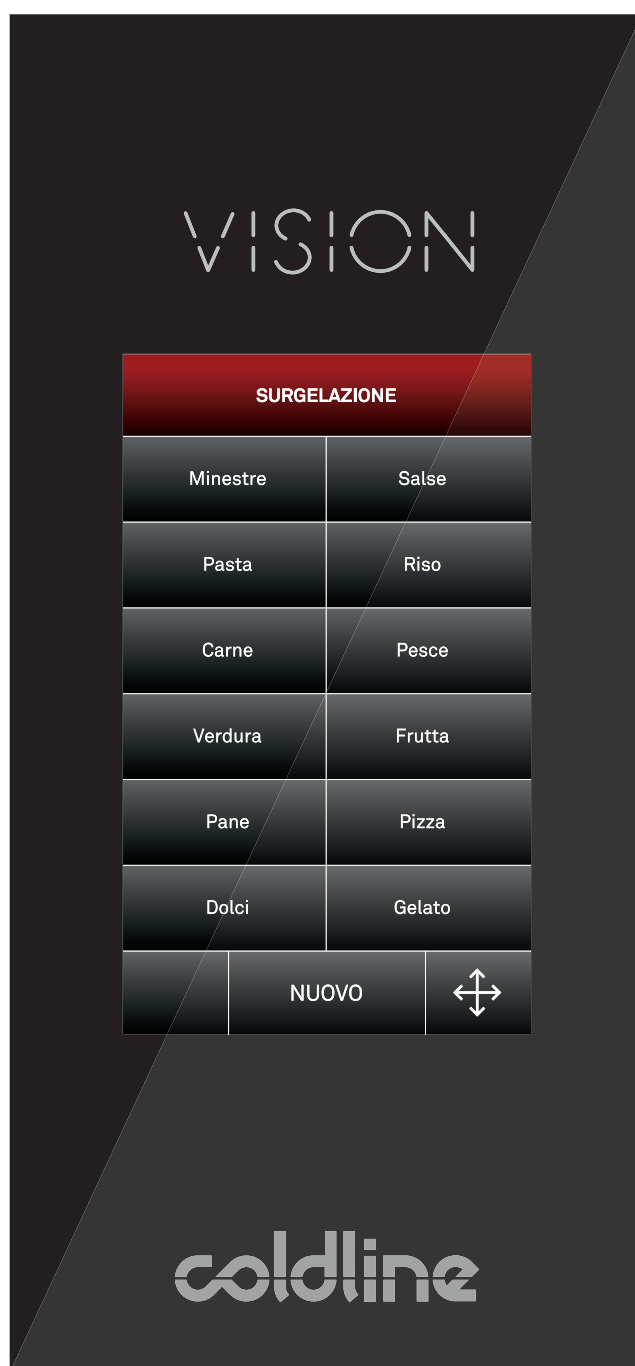 VISION
SURGELAZIONE
Minestre Salse
Pasta Riso
Carne Pesce
Verdura Frutta
Pane Pizza
Dolci Gelato
NUOVO
coldline